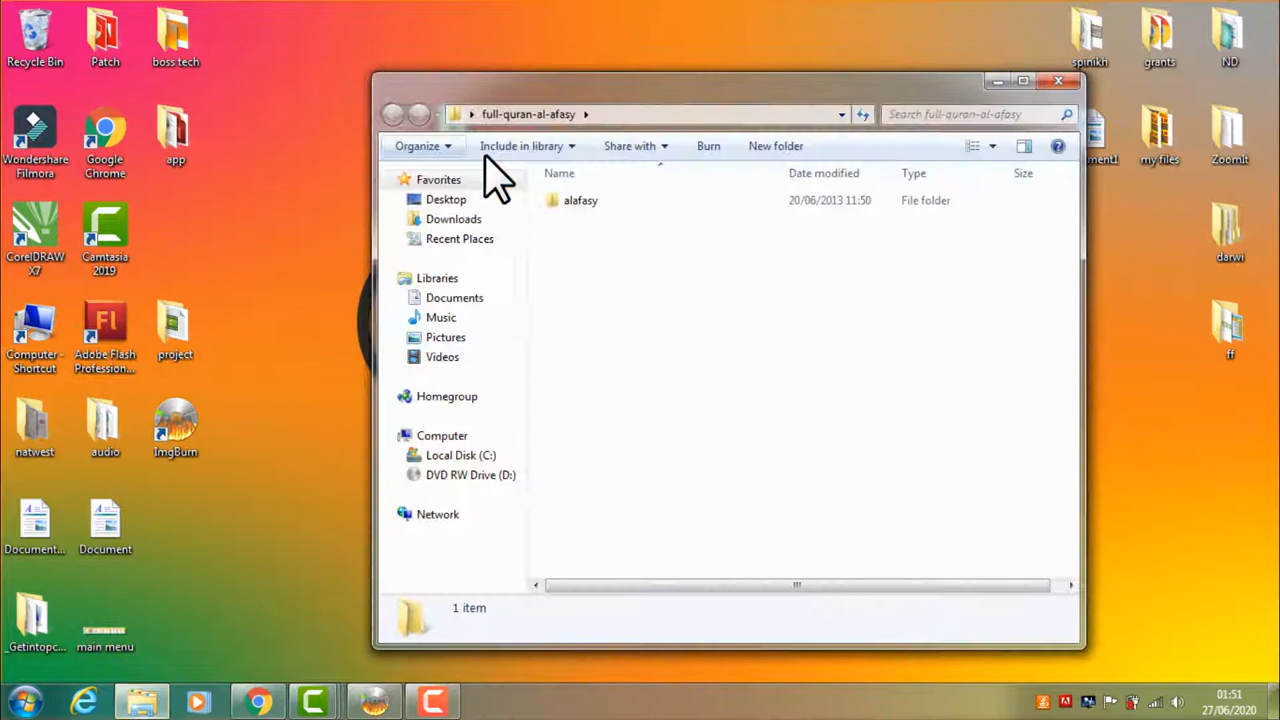 Recycle Bin
Patch
boss tech
Wondershare
Filmora
Google
Chrome
app
CorelDRAW
X7
Camtasia
2019
Computer -
Shortcut
Adobe Flash
Profession...
project
natwest
audio
ImgBurn
Document...
Document
_Getintopc...
main menu
full-quran-al-afasy
Search full-quran-al-afasy
Organize
Include in library
Share with
Burn
New folder
Favorites
Desktop
Downloads
Recent Places
Libraries
Documents
Music
Pictures
Videos
Homegroup
Computer
Local Disk (C:)
DVD RW Drive (D:)
Network
Name
Date modified
Type
Size
alafasy
20/06/2013 11:50
File folder
1 item
spinikh
grants
ND
my files
ZoomIt
darwi
ff
01:51
27/06/2020